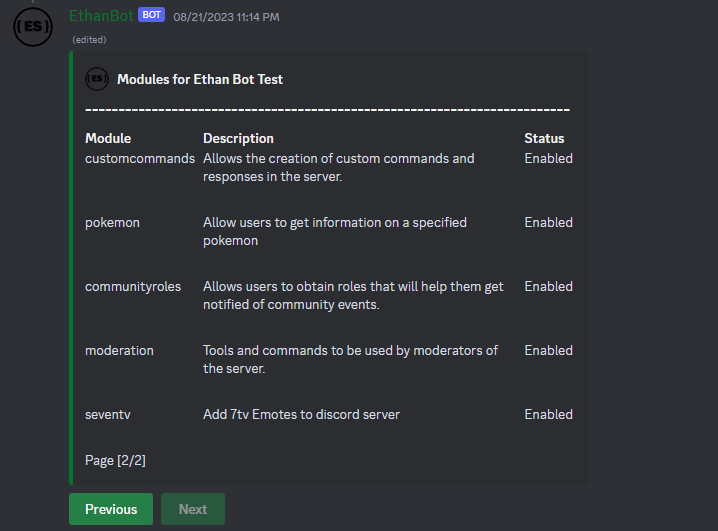 {ES}
EthanBot BOT 08/21/2023 11:14 PM
(edited)
{ES} Modules for Ethan Bot Test
-------------------------------------------------------------------------
Module Description Status
customcommands Allows the creation of custom commands and Enabled
responses in the server.
pokemon Allow users to get information on a specified Enabled
pokemon
communityroles Allows users to obtain roles that will help them get Enabled
notified of community events.
moderation Tools and commands to be used by moderators of Enabled
the server.
seventv Add 7tv Emotes to discord server Enabled
Page [2/2]
Previous Next